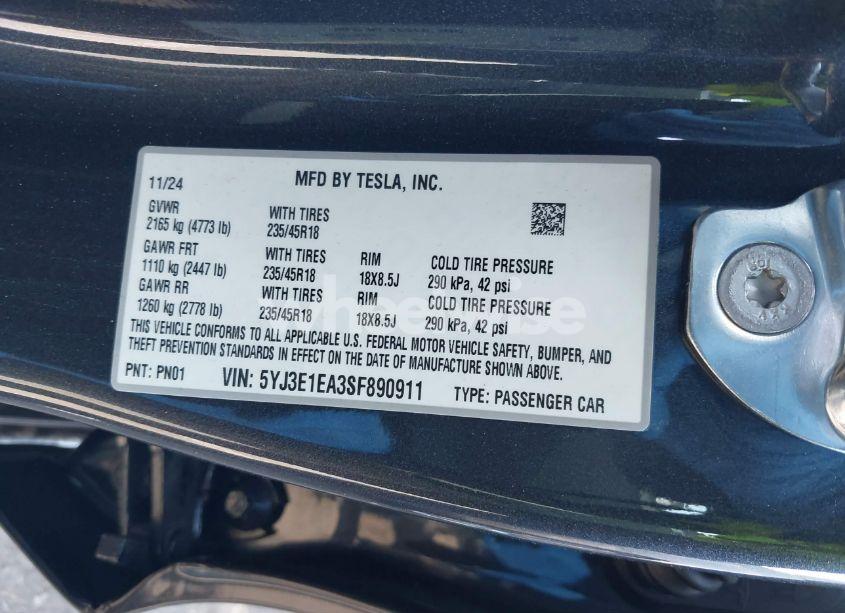 11/24 MFD BY TESLA, INC.
GVWR WITH TIRES
2165 kg (4773 lb) 235/45R18
GAWR FRT WITH TIRES RIM COLD TIRE PRESSURE
1110 kg (2447 lb) 235/45R18 18X8.5J 290 kPa, 42 psi
GAWR RR WITH TIRES RIM COLD TIRE PRESSURE
1260 kg (2778 lb) 235/45R18 18X8.5J 290 kPa, 42 psi
THIS VEHICLE CONFORMS TO ALL APPLICABLE U.S. FEDERAL MOTOR VEHICLE SAFETY, BUMPER, AND
THEFT PREVENTION STANDARDS IN EFFECT ON THE DATE OF MANUFACTURE SHOWN ABOVE.
PNT: PN01 VIN: 5YJ3E1EA3SF890911 TYPE: PASSENGER CAR